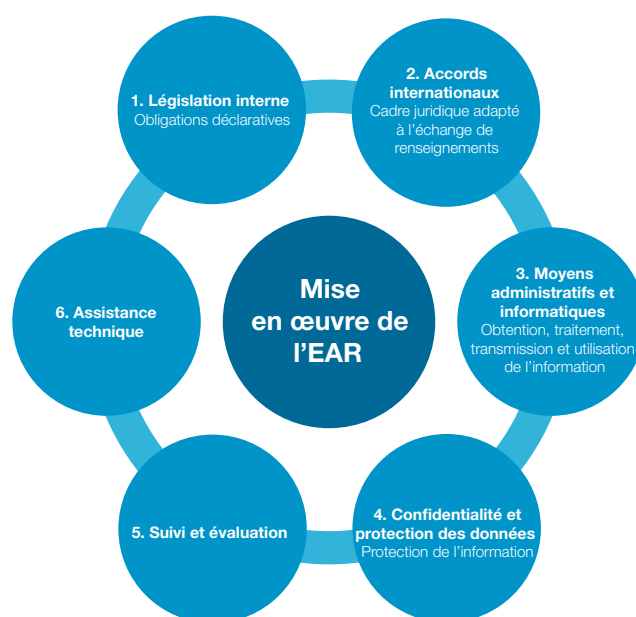 1. Législation interne
Obligations déclaratives
2. Accords
internationaux
Cadre juridique adapté
à l’échange de
renseignements
3. Moyens
administratifs et
informatiques
Obtention, traitement,
transmission et utilisation
de l’information
4. Confidentialité et
protection des données
Protection de l’information
5. Suivi et évaluation
6. Assistance
technique
Mise
en œuvre de
l’EAR